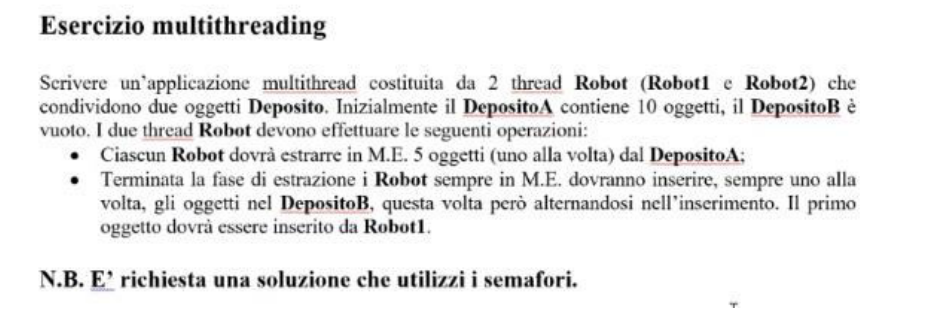 Esercizio multithreading
Scrivere un'applicazione multithread costituita da 2 thread Robot (Robot1 e Robot2) che
condividono due oggetti Deposito. Inizialmente il DepositoA contiene 10 oggetti, il DepositoB è
vuoto. I due thread Robot devono effettuare le seguenti operazioni:
• Ciascun Robot dovrà estrarre in M.E. 5 oggetti (uno alla volta) dal DepositoA;
• Terminata la fase di estrazione i Robot sempre in M.E. dovranno inserire, sempre uno alla
volta, gli oggetti nel DepositoB, questa volta però alternandosi nell'inserimento. Il primo
oggetto dovrà essere inserito da Robot1.
N.B. E' richiesta una soluzione che utilizzi i semafori.